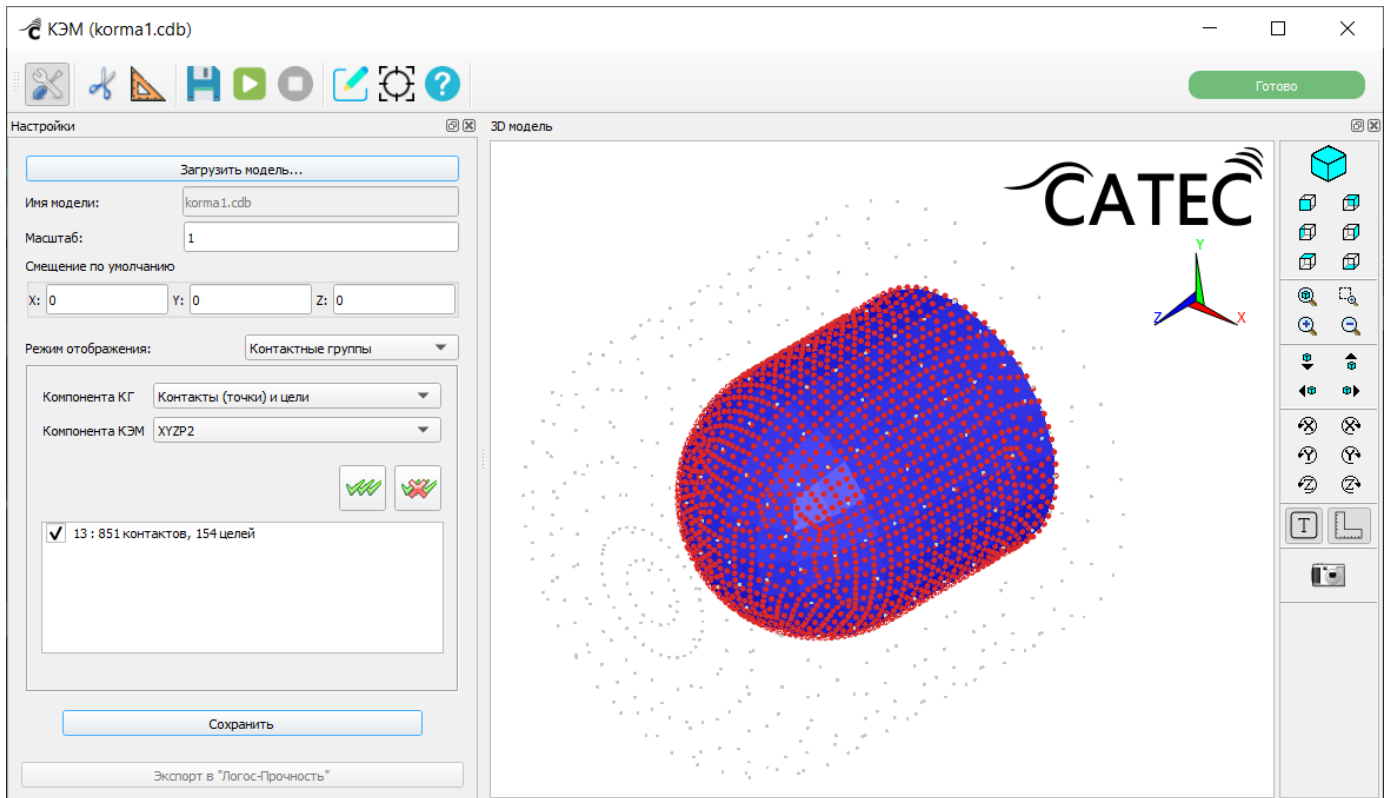 КЭМ (korma1.cdb)
Готово
Настройки
3D модель
Загрузить модель...
Имя модели: korma1.cdb
Масштаб: 1
Смещение по умолчанию
X: 0 Y: 0 Z: 0
Режим отображения: Контактные группы
Компонента КГ Контакты (точки) и цели
Компонента КЭМ XYZP2
13 : 851 контактов, 154 целей
Сохранить
Экспорт в "Логос-Прочность"
CATEC
Y
Z X
X X
Y Y
Z Z
T